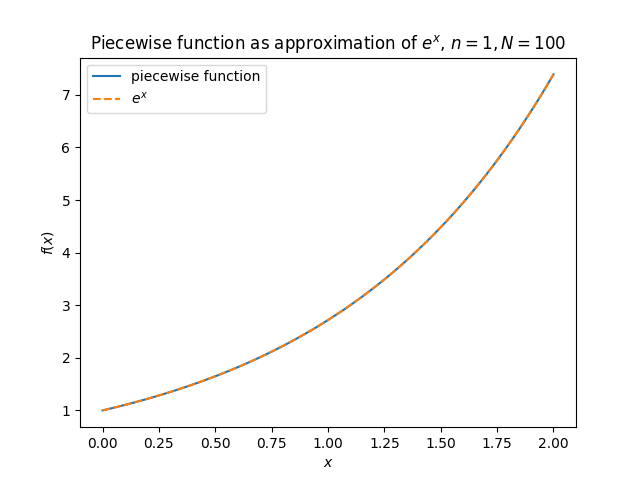 Piecewise function as approximation of e^x, n = 1, N = 100
piecewise function
e^x
7
6
5
4
3
2
1
f(x)
0.00 0.25 0.50 0.75 1.00 1.25 1.50 1.75 2.00
x